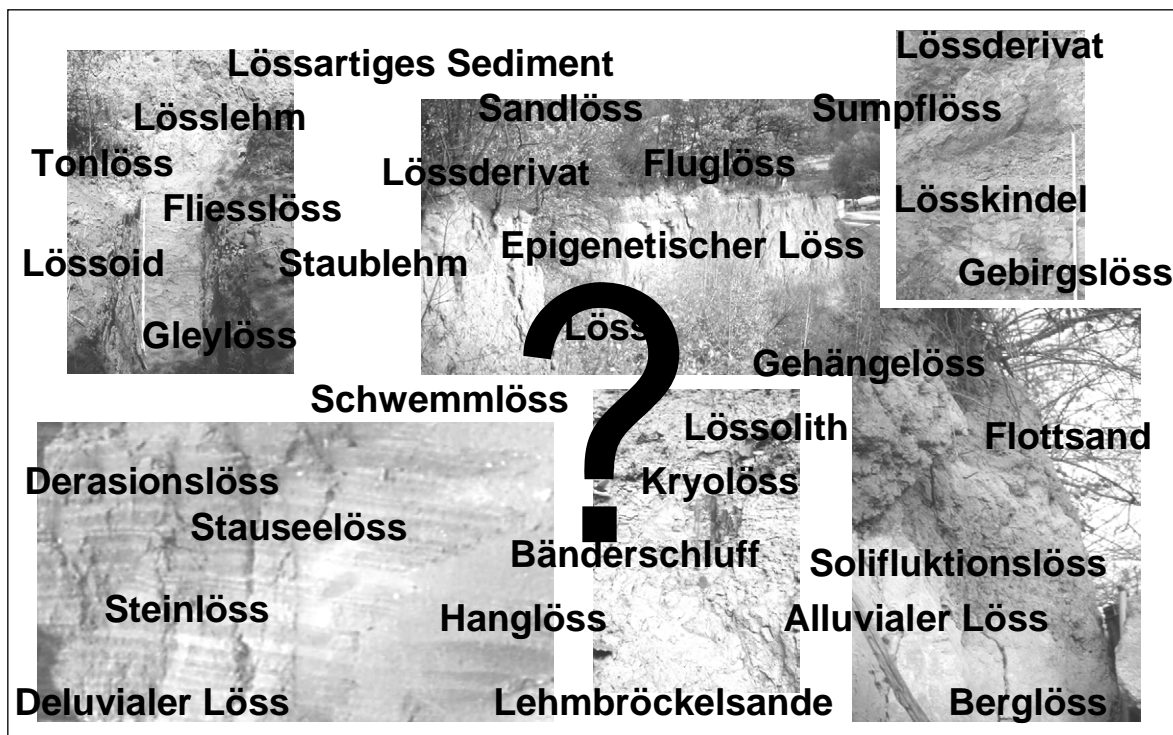 Lössartiges Sediment
Lössderivat
Sandlöss
Sumpflöss
Lösslehm
Tonlöss
Lössderivat
Fluglöss
Fliesslöss
Lösskindel
Lössoid
Staublehm
Epigenetischer Löss
Gebirgslöss
Gleylöss
Löss
?
Gehängelöss
Schwemmlöss
Lössolith
Flottsand
Derasionslöss
Kryolöss
Stauseelöss
Bänderschluff
Solifluktionslöss
Steinlöss
Hanglöss
Alluvialer Löss
Deluvialer Löss
Lehmbröckelsande
Berglöss